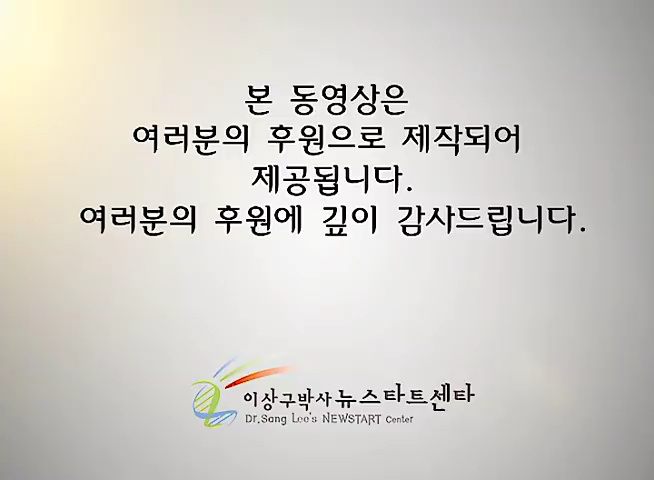 본 동영상은
여러분의 후원으로 제작되어
제공됩니다.
여러분의 후원에 깊이 감사드립니다.
이상구박사 뉴스타트센타
Dr.Sang Lee's NEWSTART Center